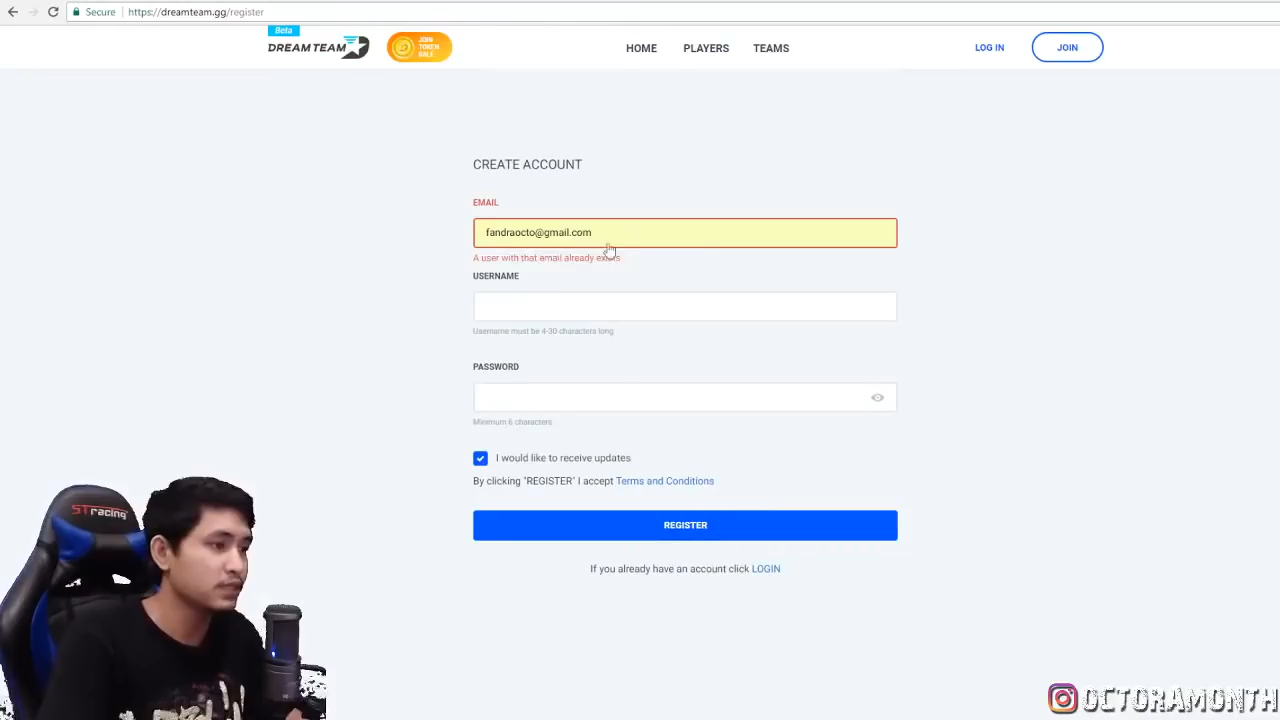 Secure
https://dreamteam.gg/register
Beta
DREAM TEAM
JOIN
TOKEN
SALE
HOME
PLAYERS
TEAMS
LOG IN
JOIN
CREATE ACCOUNT
EMAIL
fandraocto@gmail.com
A user with that email already exists
USERNAME
Username must be 4-30 characters long
PASSWORD
Minimum 6 characters
I would like to receive updates
By clicking "REGISTER" I accept Terms and Conditions
REGISTER
If you already have an account click LOGIN
STracing
OCTORAMONTH